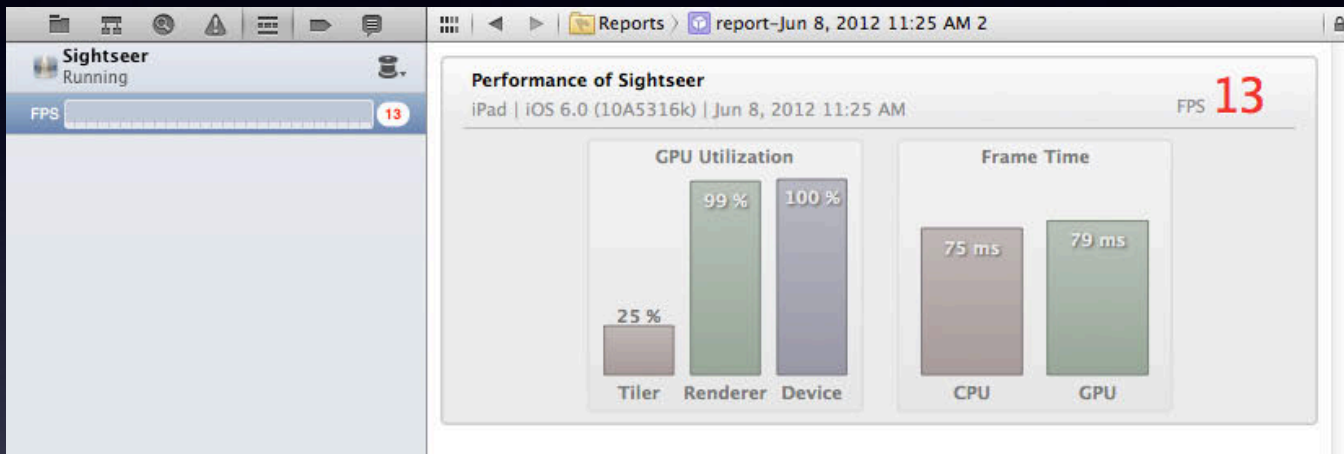 Reports
report-Jun 8, 2012 11:25 AM 2
Sightseer
Running
FPS
13
Performance of Sightseer
iPad | iOS 6.0 (10A5316k) | Jun 8, 2012 11:25 AM
FPS 13
GPU Utilization
25 %
99 %
100 %
Tiler Renderer Device
Frame Time
75 ms
79 ms
CPU GPU